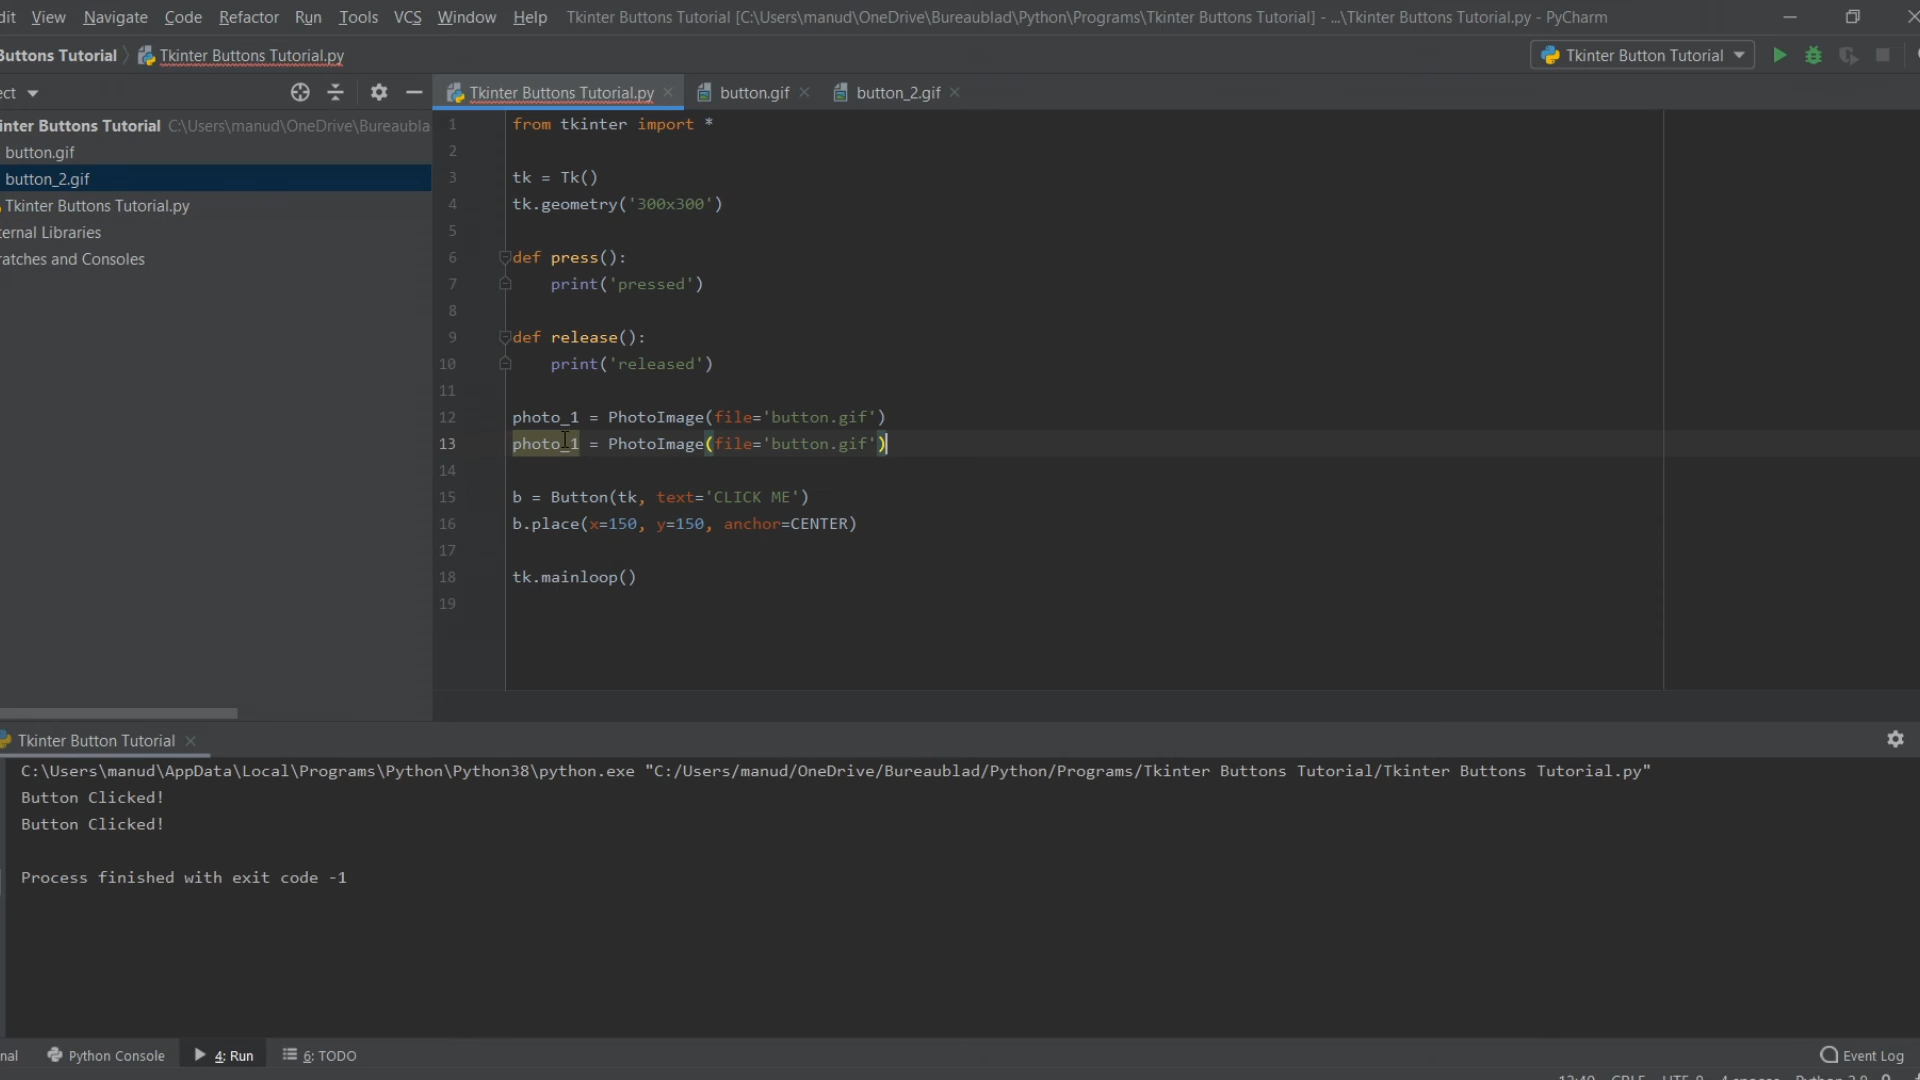 dit View Navigate Code Refactor Run Tools VCS Window Help Tkinter Buttons Tutorial [C:\Users\manud\OneDrive\Bureaublad\Python\Programs\Tkinter Buttons Tutorial] - ...\Tkinter Buttons Tutorial.py - PyCharm
Buttons Tutorial Tkinter Buttons Tutorial.py
Tkinter Button Tutorial
ect
Tkinter Buttons Tutorial.py
button.gif
button_2.gif
inter Buttons Tutorial C:\Users\manud\OneDrive\Bureaubla
button.gif
button_2.gif
Tkinter Buttons Tutorial.py
ternal Libraries
ratches and Consoles
1 from tkinter import *
2
3 tk = Tk()
4 tk.geometry('300x300')
5
6 def press():
7 print('pressed')
8
9 def release():
10 print('released')
11
12 photo_1 = PhotoImage(file='button.gif')
13 photo_1 = PhotoImage(file='button.gif')
14
15 b = Button(tk, text='CLICK ME')
16 b.place(x=150, y=150, anchor=CENTER)
17
18 tk.mainloop()
19
Tkinter Button Tutorial
C:\Users\manud\AppData\Local\Programs\Python\Python38\python.exe "C:/Users/manud/OneDrive/Bureaublad/Python/Programs/Tkinter Buttons Tutorial/Tkinter Buttons Tutorial.py"
Button Clicked!
Button Clicked!
Process finished with exit code -1
nal Python Console 4: Run 6: TODO Event Log